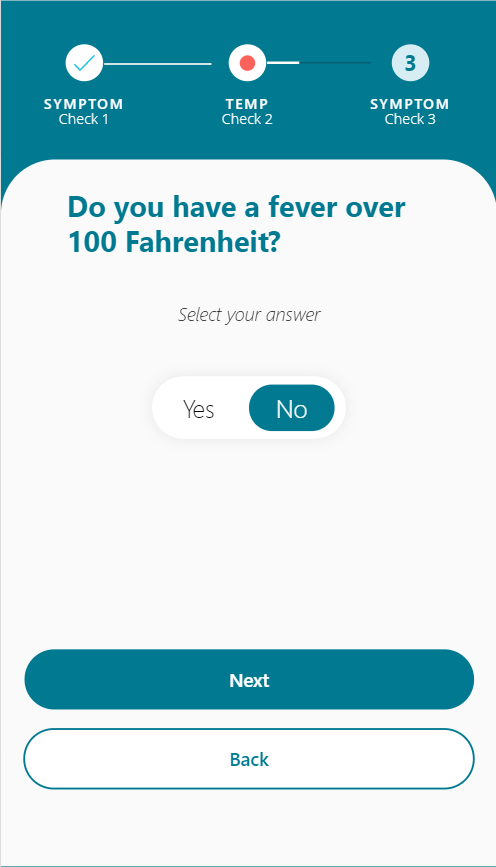 3
SYMPTOM
Check 1
TEMP
Check 2
SYMPTOM
Check 3
Do you have a fever over
100 Fahrenheit?
Select your answer
Yes
No
Next
Back